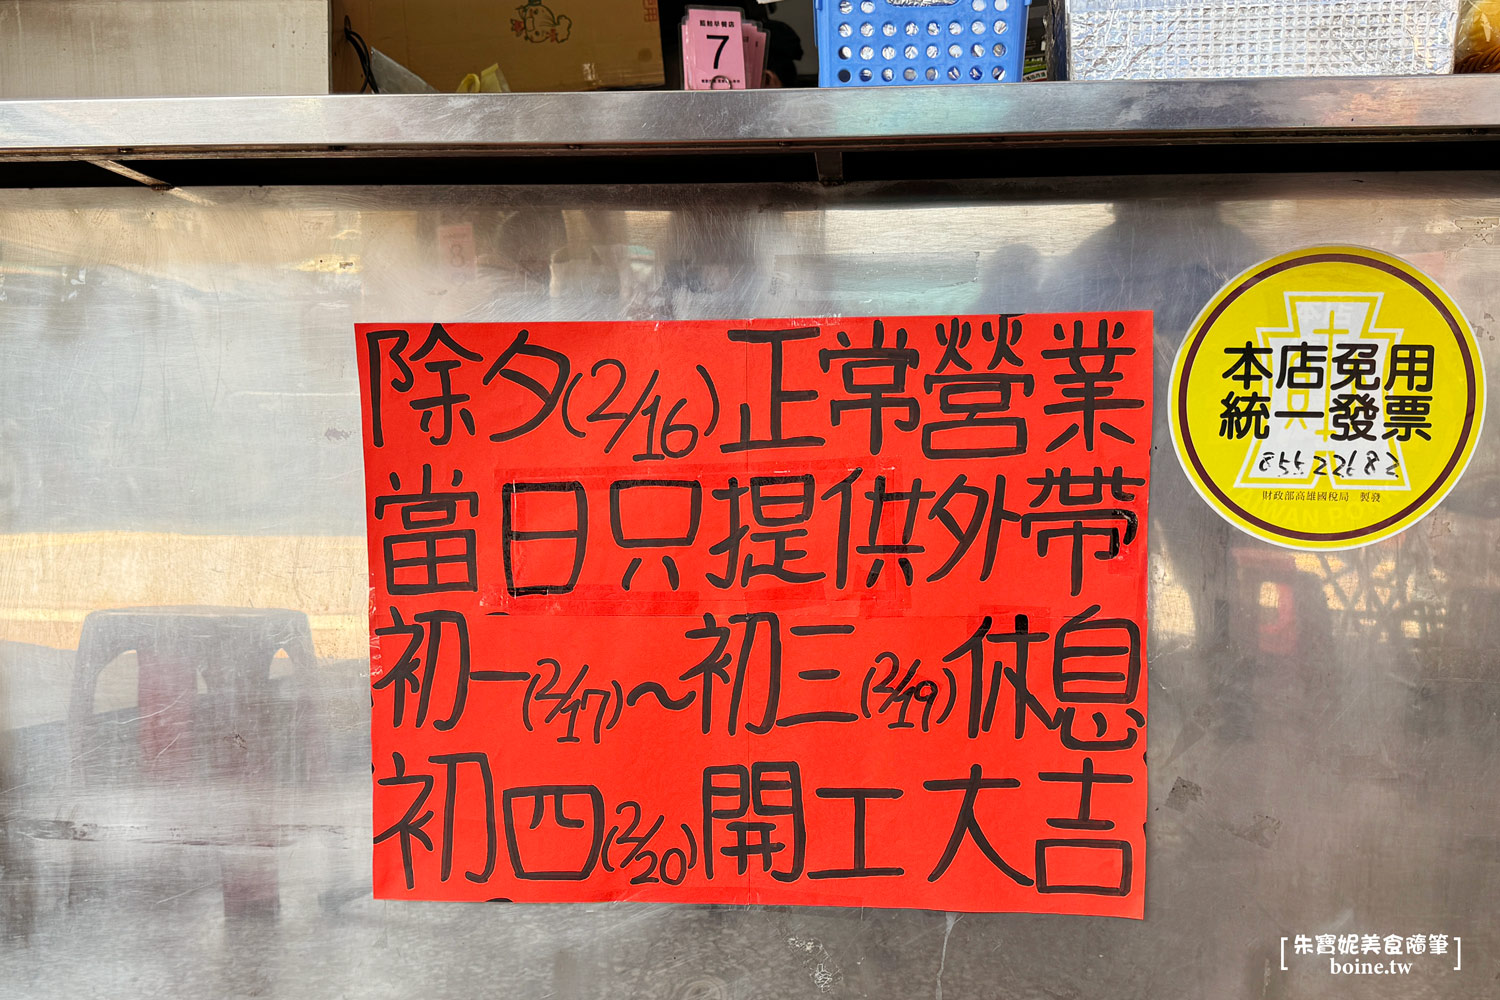 7
除夕(2/16)正常營業
當日只提供外帶
初一(2/17)～初三(2/19)休息
初四(2/20)開工大吉
本店免用
統一發票
85522682
財政部高雄國稅局 製發
朱寶妮美食隨筆
boine.tw